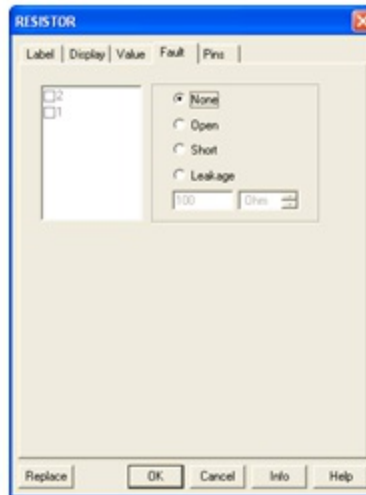 RESISTOR
Label Display Value Fault Pins
2
1
None
Open
Short
Leakage
100 Ohm
Replace OK Cancel Info Help